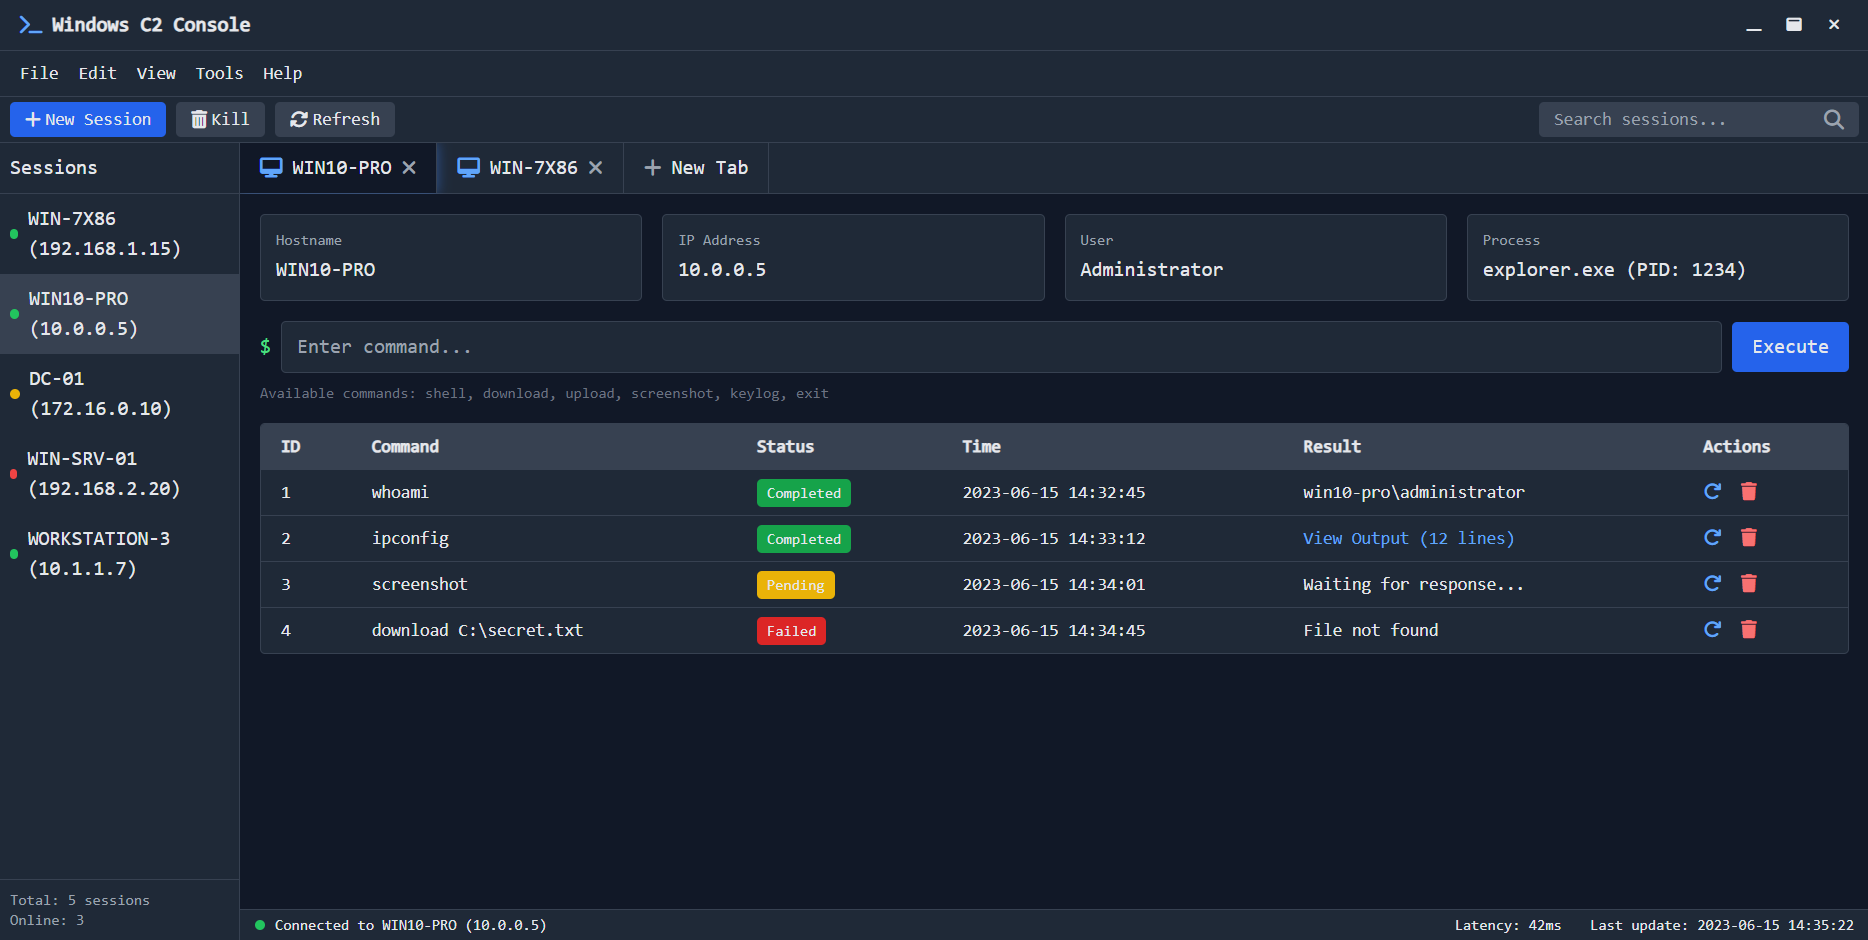 Windows C2 Console
File Edit View Tools Help
New Session Kill Refresh Search sessions...
Sessions
WIN-7X86
(192.168.1.15)
WIN10-PRO
(10.0.0.5)
DC-01
(172.16.0.10)
WIN-SRV-01
(192.168.2.20)
WORKSTATION-3
(10.1.1.7)
Total: 5 sessions
Online: 3
WIN10-PRO WIN-7X86 New Tab
Hostname IP Address User Process
WIN10-PRO 10.0.0.5 Administrator explorer.exe (PID: 1234)
$ Enter command... Execute
Available commands: shell, download, upload, screenshot, keylog, exit
ID Command Status Time Result Actions
1 whoami Completed 2023-06-15 14:32:45 win10-pro\administrator
2 ipconfig Completed 2023-06-15 14:33:12 View Output (12 lines)
3 screenshot Pending 2023-06-15 14:34:01 Waiting for response...
4 download C:\secret.txt Failed 2023-06-15 14:34:45 File not found
Connected to WIN10-PRO (10.0.0.5) Latency: 42ms Last update: 2023-06-15 14:35:22